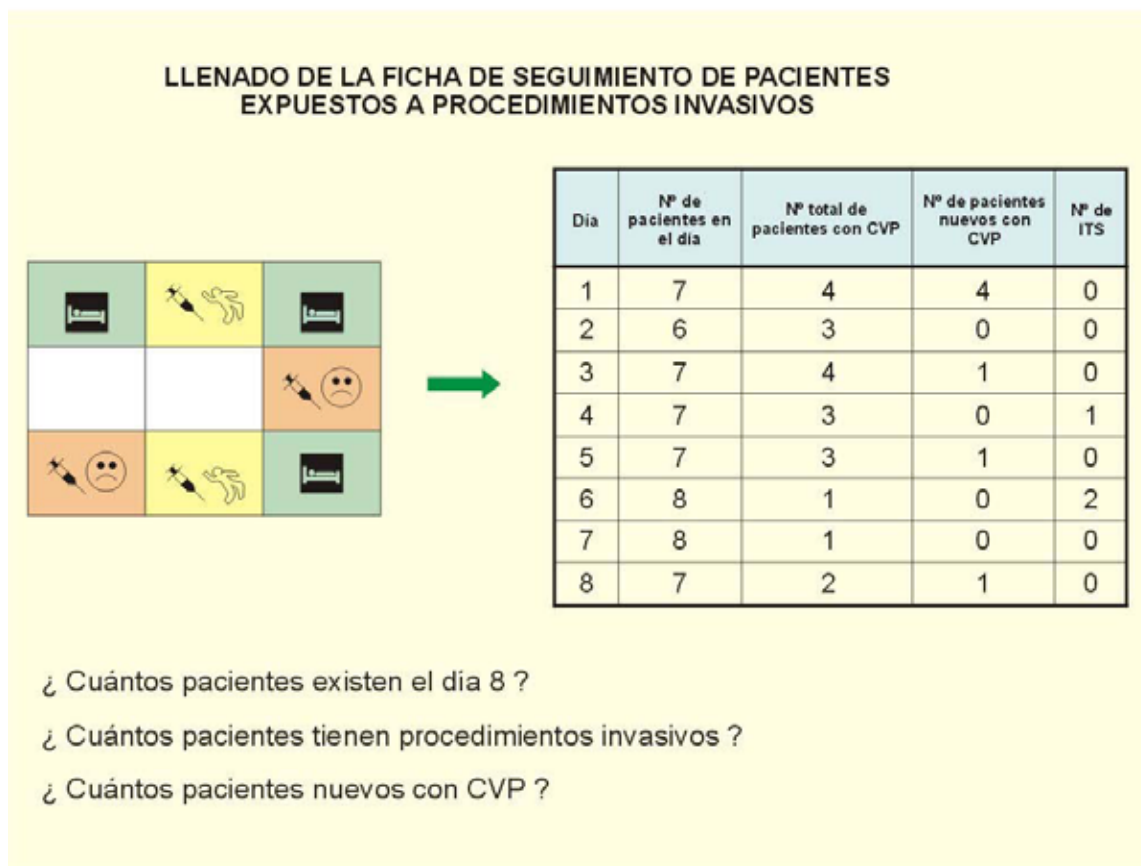 LLENADO DE LA FICHA DE SEGUIMIENTO DE PACIENTES
EXPUESTOS A PROCEDIMIENTOS INVASIVOS
Día Nº de pacientes en el día Nº total de pacientes con CVP Nº de pacientes nuevos con CVP Nº de ITS
1 7 4 4 0
2 6 3 0 0
3 7 4 1 0
4 7 3 0 1
5 7 3 1 0
6 8 1 0 2
7 8 1 0 0
8 7 2 1 0
¿ Cuántos pacientes existen el día 8 ?
¿ Cuántos pacientes tienen procedimientos invasivos ?
¿ Cuántos pacientes nuevos con CVP ?